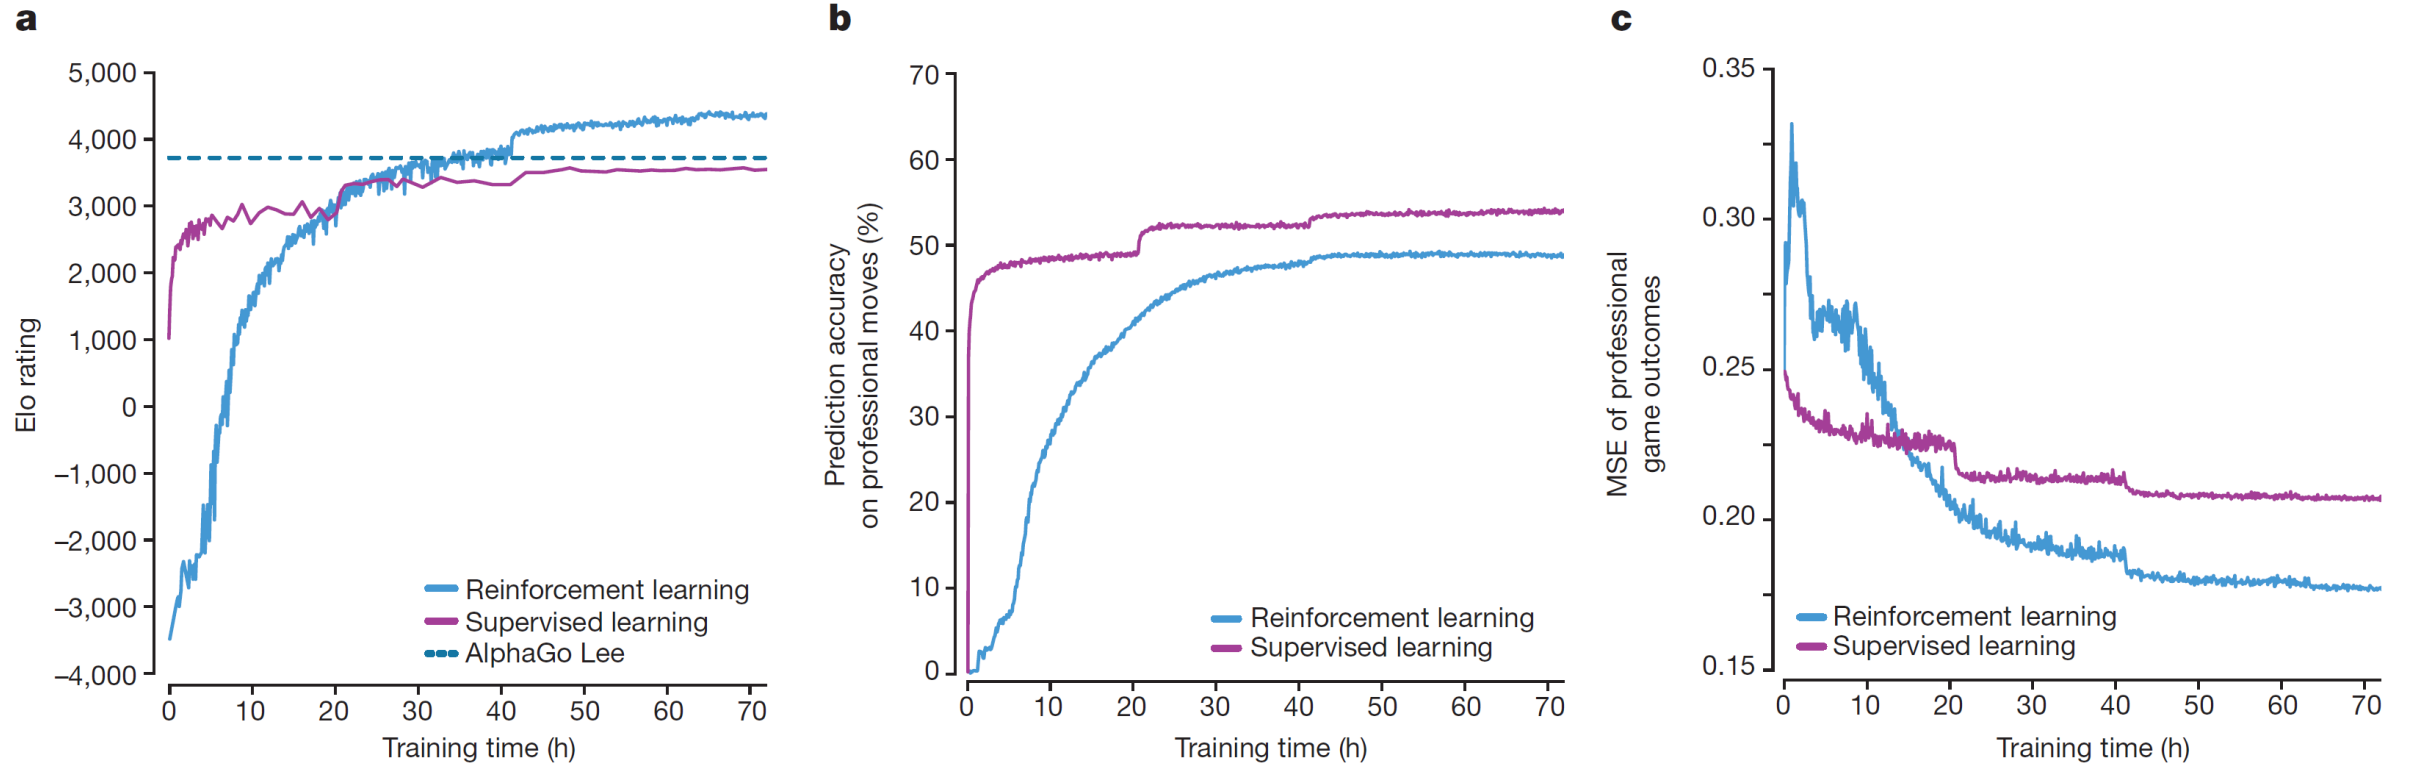 a
5,000
4,000
3,000
2,000
1,000
0
–1,000
–2,000
–3,000
–4,000
Elo rating
Reinforcement learning
Supervised learning
AlphaGo Lee
0 10 20 30 40 50 60 70
Training time (h)
b
70
60
50
40
30
20
10
0
Prediction accuracy
on professional moves (%)
Reinforcement learning
Supervised learning
0 10 20 30 40 50 60 70
Training time (h)
c
0.35
0.30
0.25
0.20
0.15
MSE of professional
game outcomes
Reinforcement learning
Supervised learning
0 10 20 30 40 50 60 70
Training time (h)